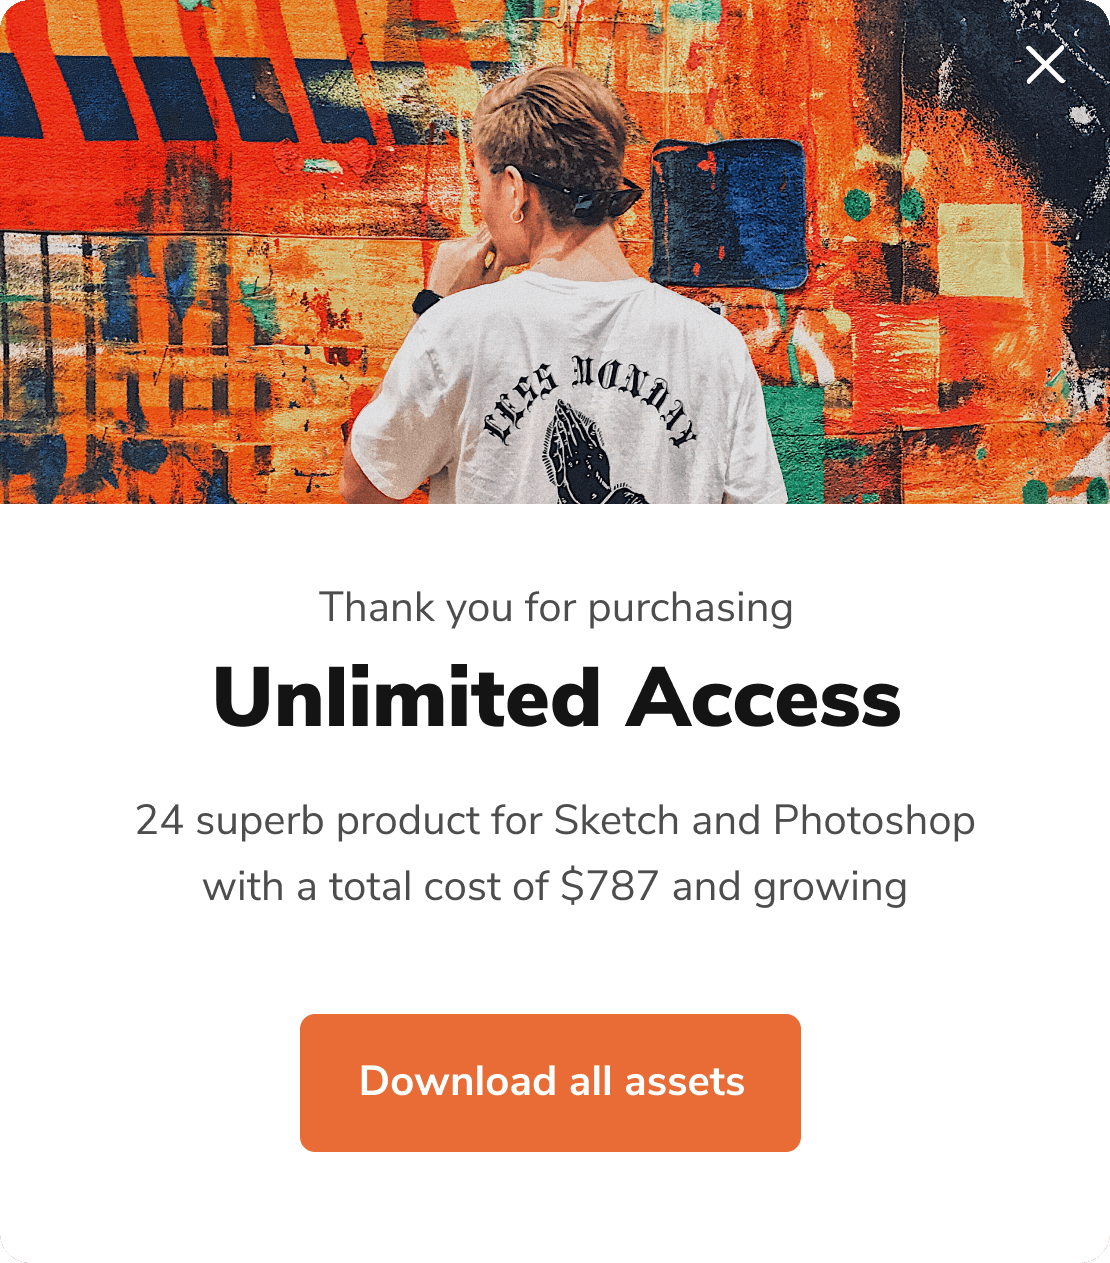 LESS MONDAY
Thank you for purchasing
Unlimited Access
24 superb product for Sketch and Photoshop
with a total cost of $787 and growing
Download all assets